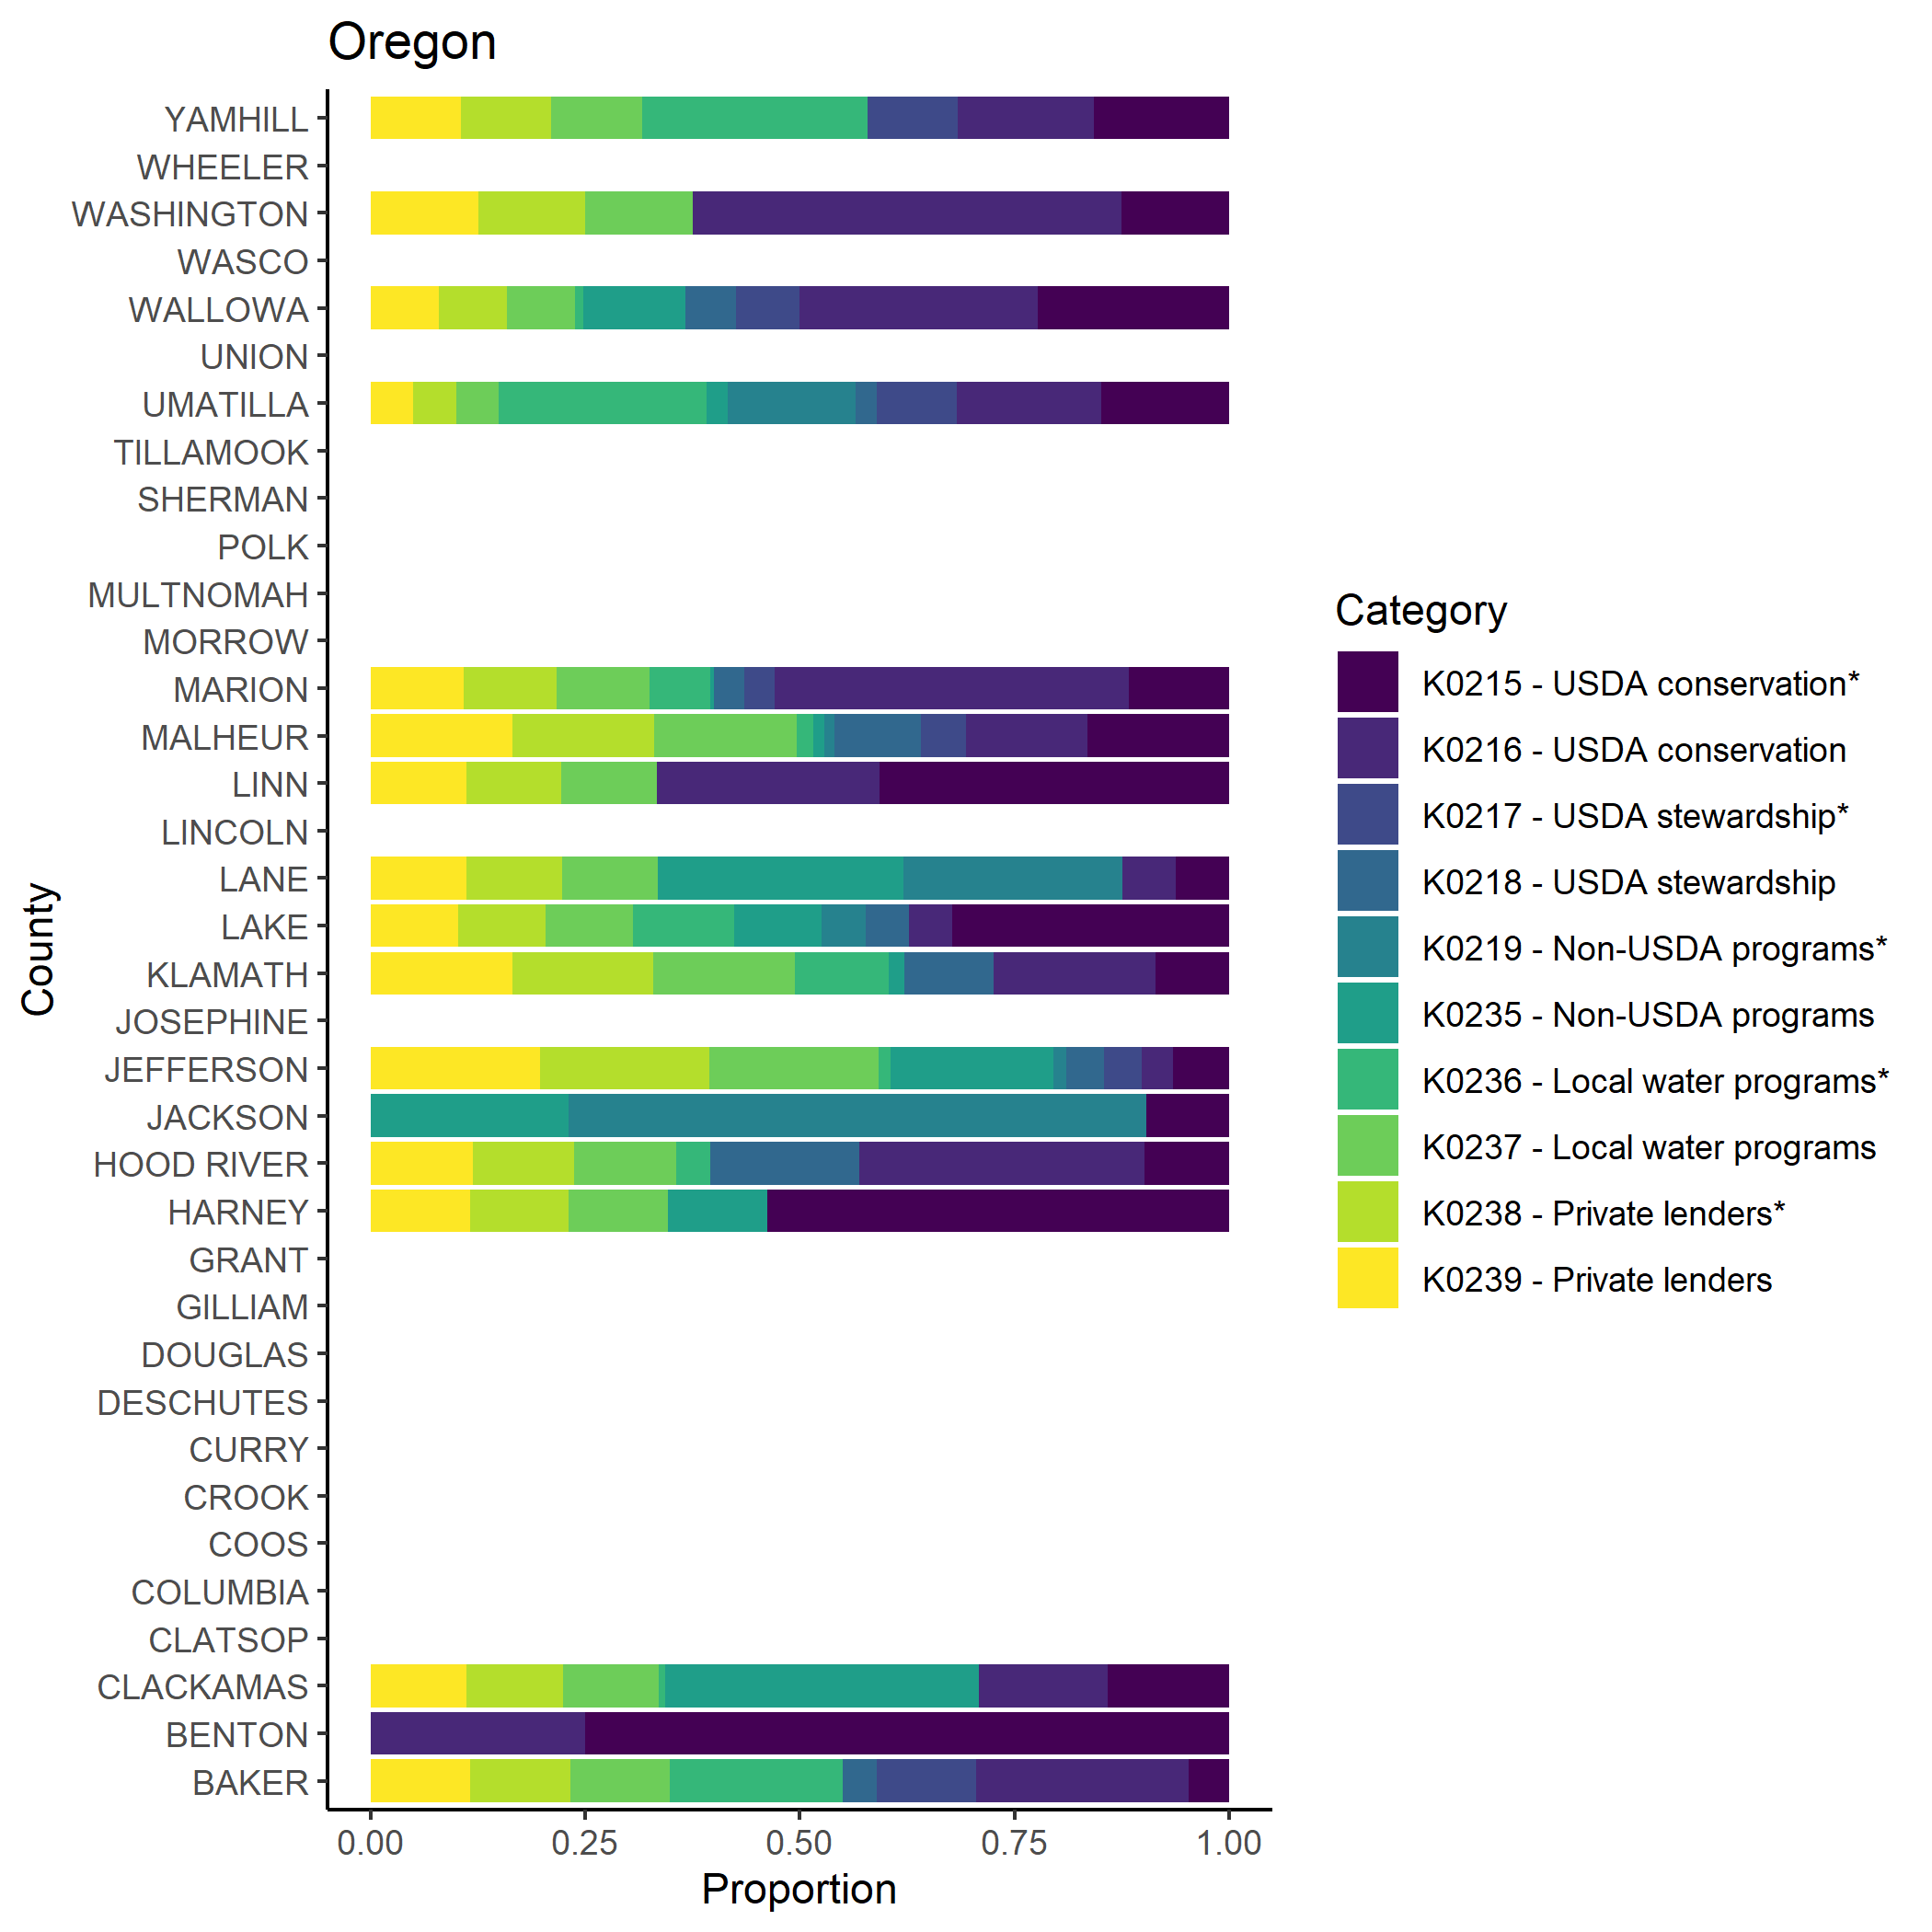 Oregon
YAMHILL
WHEELER
WASHINGTON
WASCO
WALLOWA
UNION
UMATILLA
TILLAMOOK
SHERMAN
POLK
MULTNOMAH
MORROW
MARION
MALHEUR
LINN
LINCOLN
LANE
LAKE
KLAMATH
JOSEPHINE
JEFFERSON
JACKSON
HOOD RIVER
HARNEY
GRANT
GILLIAM
DOUGLAS
DESCHUTES
CURRY
CROOK
COOS
COLUMBIA
CLATSOP
CLACKAMAS
BENTON
BAKER
County
0.00 0.25 0.50 0.75 1.00
Proportion
Category
K0215 - USDA conservation*
K0216 - USDA conservation
K0217 - USDA stewardship*
K0218 - USDA stewardship
K0219 - Non-USDA programs*
K0235 - Non-USDA programs
K0236 - Local water programs*
K0237 - Local water programs
K0238 - Private lenders*
K0239 - Private lenders